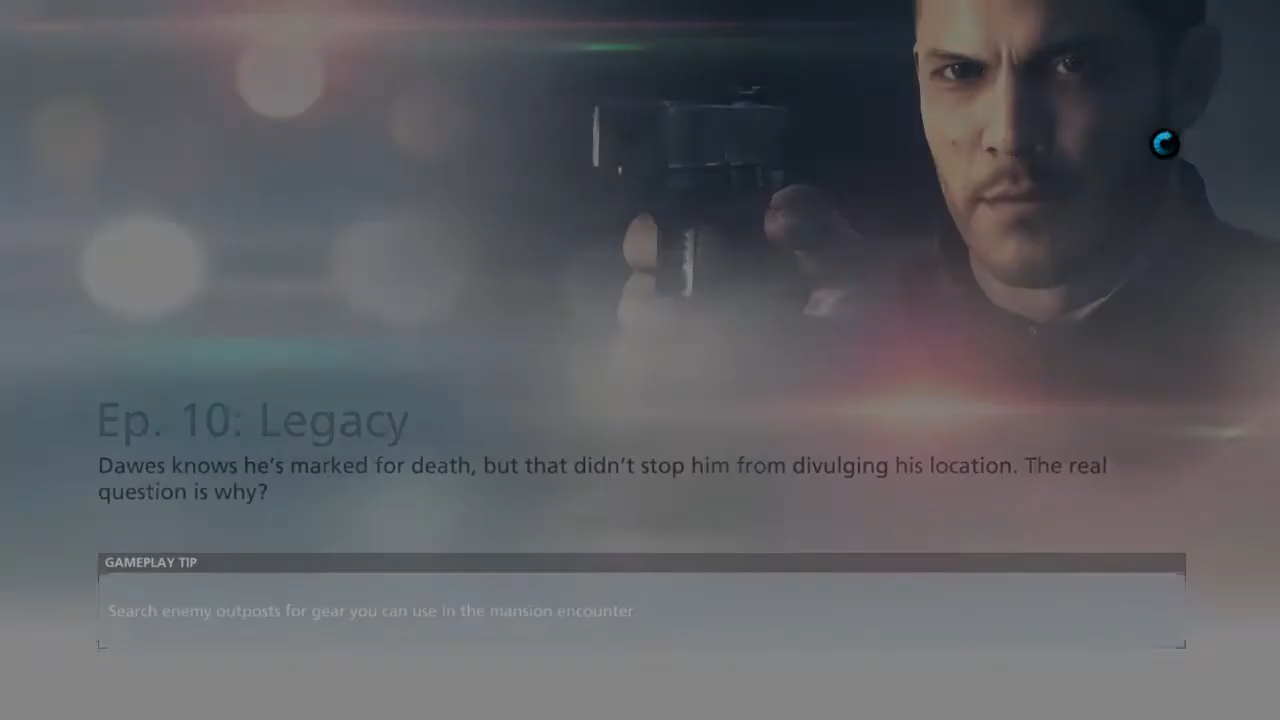 Ep. 10: Legacy
Dawes knows he's marked for death, but that didn't stop him from divulging his location. The real
question is why?
GAMEPLAY TIP
Search enemy outposts for gear you can use in the mansion encounter.